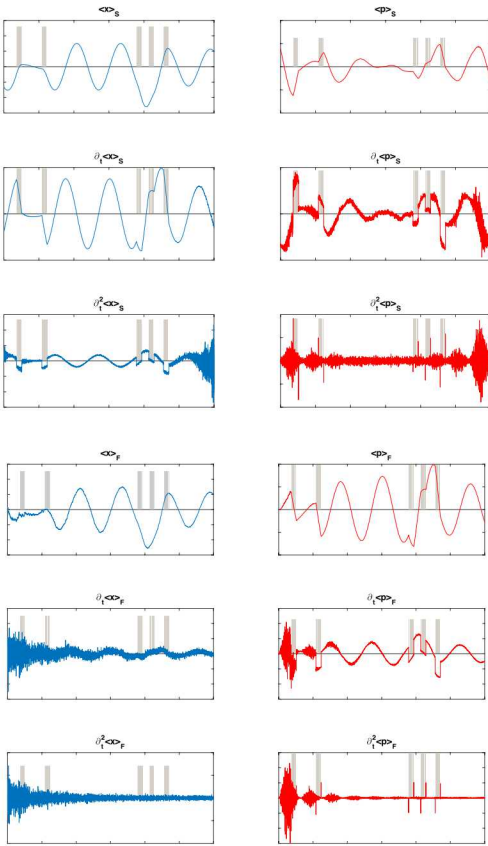 <x>S
<p>S
∂t<x>S
∂t<p>S
∂t2<x>S
∂t2<p>S
<x>F
<p>F
∂t<x>F
∂t<p>F
∂t2<x>F
∂t2<p>F